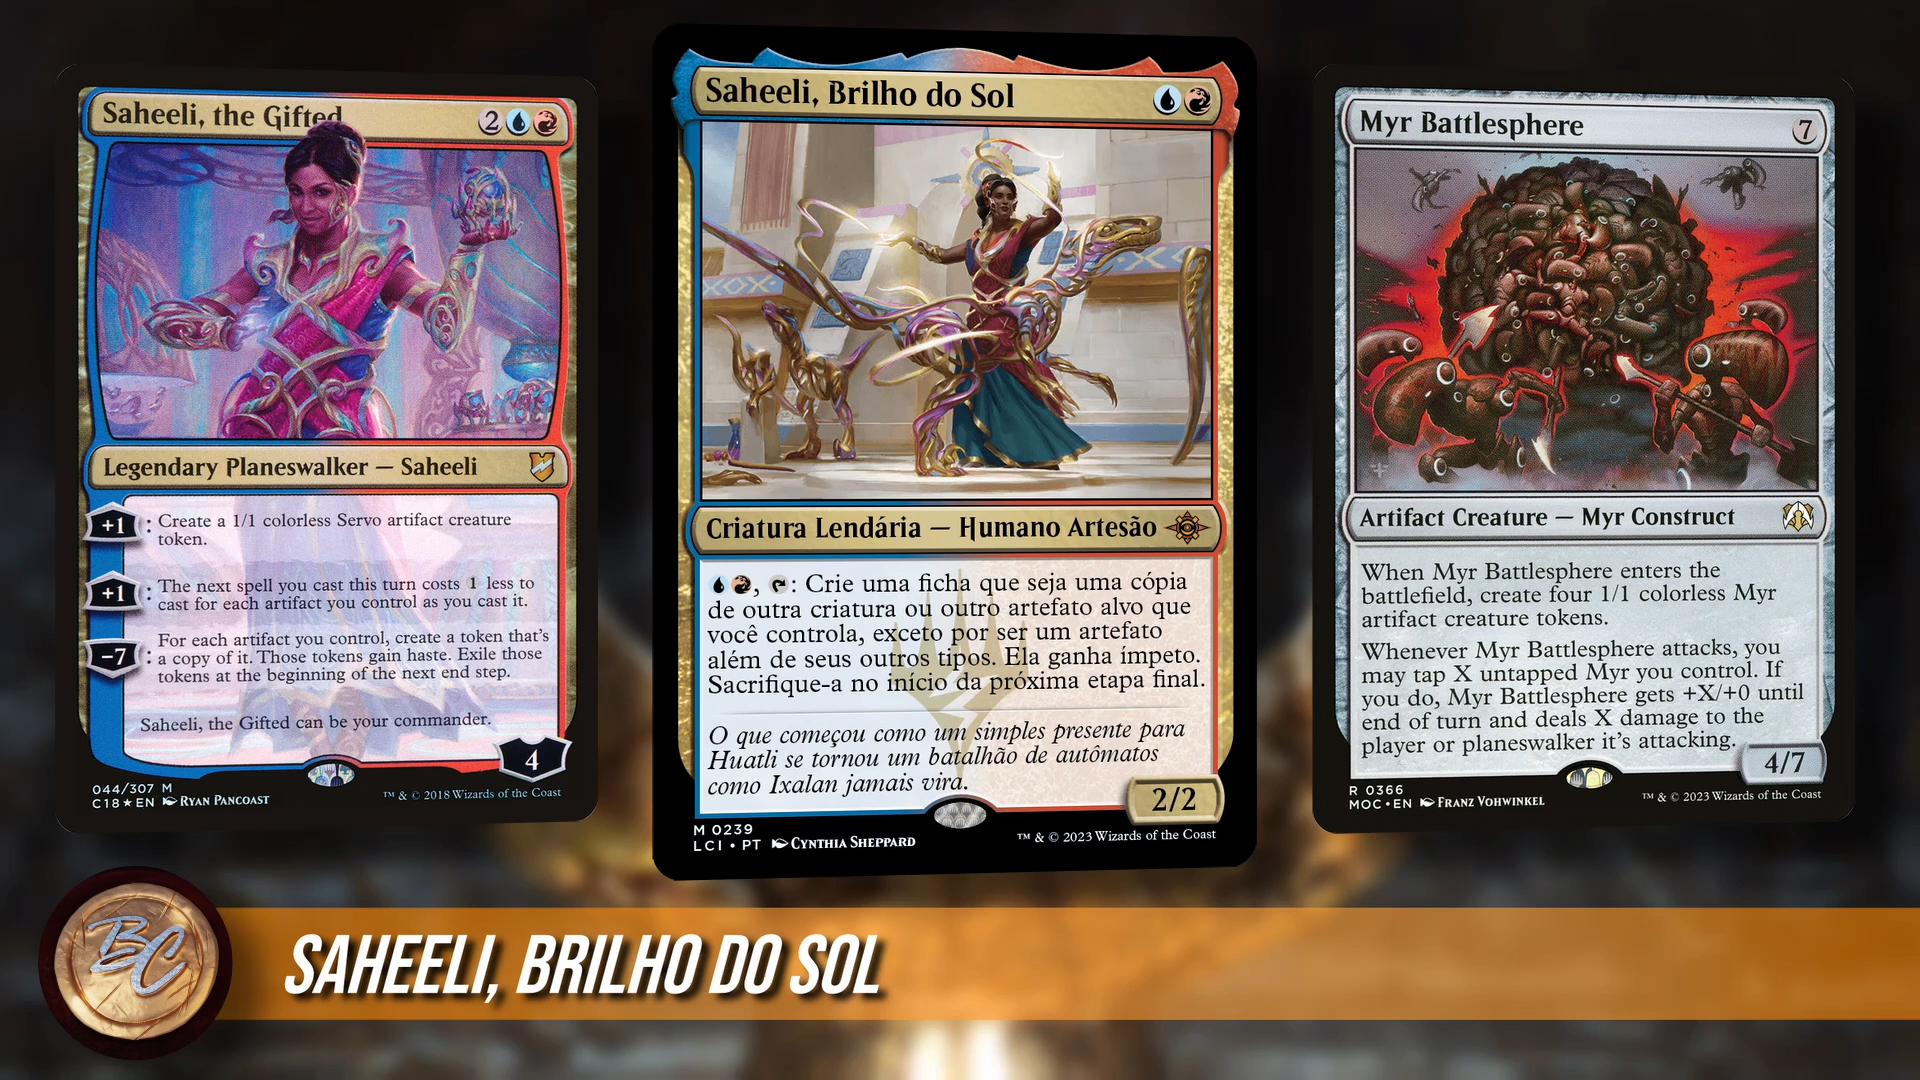 Saheeli, the Gifted
2
Legendary Planeswalker — Saheeli
+1 : Create a 1/1 colorless Servo artifact creature
token.
+1 : The next spell you cast this turn costs 1 less to
cast for each artifact you control as you cast it.
For each artifact you control, create a token that's
−7 : a copy of it. Those tokens gain haste. Exile those
tokens at the beginning of the next end step.
Saheeli, the Gifted can be your commander.
4
044/307 M
C18★EN Ryan Pancoast
™ & © 2018 Wizards of the Coast
Saheeli, Brilho do Sol
Criatura Lendária — Humano Artesão
, : Crie uma ficha que seja uma cópia
de outra criatura ou outro artefato alvo que
você controla, exceto por ser um artefato
além de seus outros tipos. Ela ganha ímpeto.
Sacrifique-a no início da próxima etapa final.
O que começou como um simples presente para
Huatli se tornou um batalhão de autômatos
como Ixalan jamais vira.
2/2
M 0239
LCI • PT Cynthia Sheppard
™ & © 2023 Wizards of the Coast
Myr Battlesphere
7
Artifact Creature — Myr Construct
When Myr Battlesphere enters the
battlefield, create four 1/1 colorless Myr
artifact creature tokens.
Whenever Myr Battlesphere attacks, you
may tap X untapped Myr you control. If
you do, Myr Battlesphere gets +X/+0 until
end of turn and deals X damage to the
player or planeswalker it's attacking.
4/7
R 0366
MOC • EN Franz Vohwinkel
™ & © 2023 Wizards of the Coast
BC
SAHEELI, BRILHO DO SOL